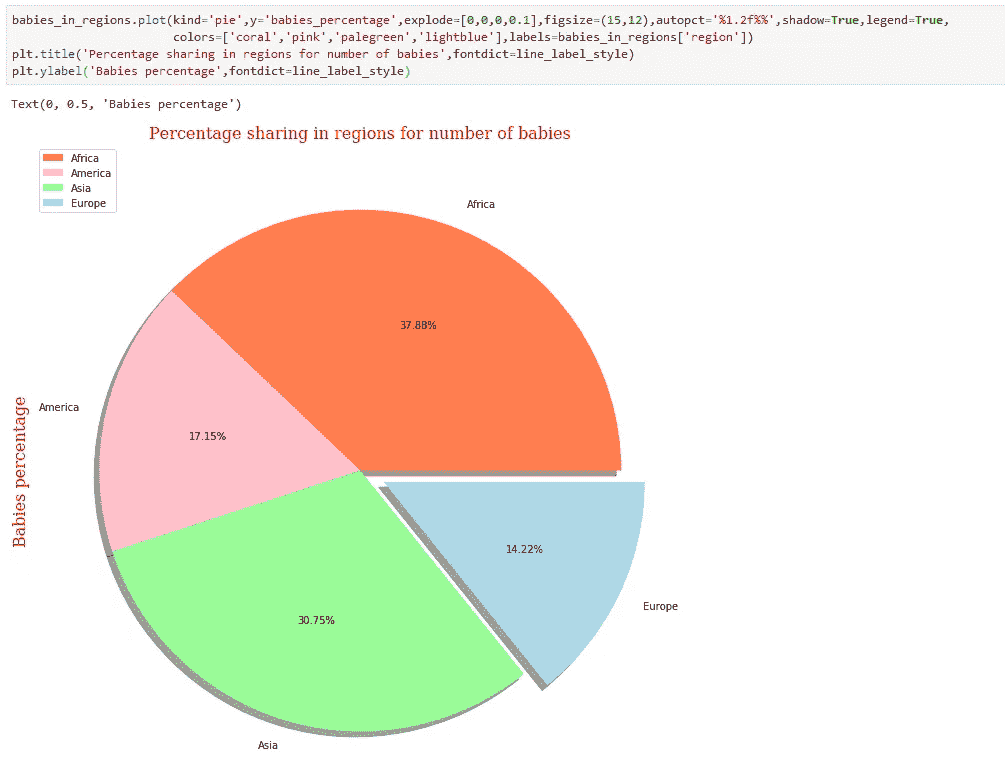 babies_in_regions.plot(kind='pie',y='babies_percentage',explode=[0,0,0,0.1],figsize=(15,12),autopct='%1.2f%%',shadow=True,legend=True,
colors=['coral','pink','palegreen','lightblue'],labels=babies_in_regions['region'])
plt.title('Percentage sharing in regions for number of babies',fontdict=line_label_style)
plt.ylabel('Babies percentage',fontdict=line_label_style)
Text(0, 0.5, 'Babies percentage')
Percentage sharing in regions for number of babies
Africa
America
Asia
Europe
Africa
37.88%
America
17.15%
Babies percentage
14.22%
Europe
30.75%
Asia